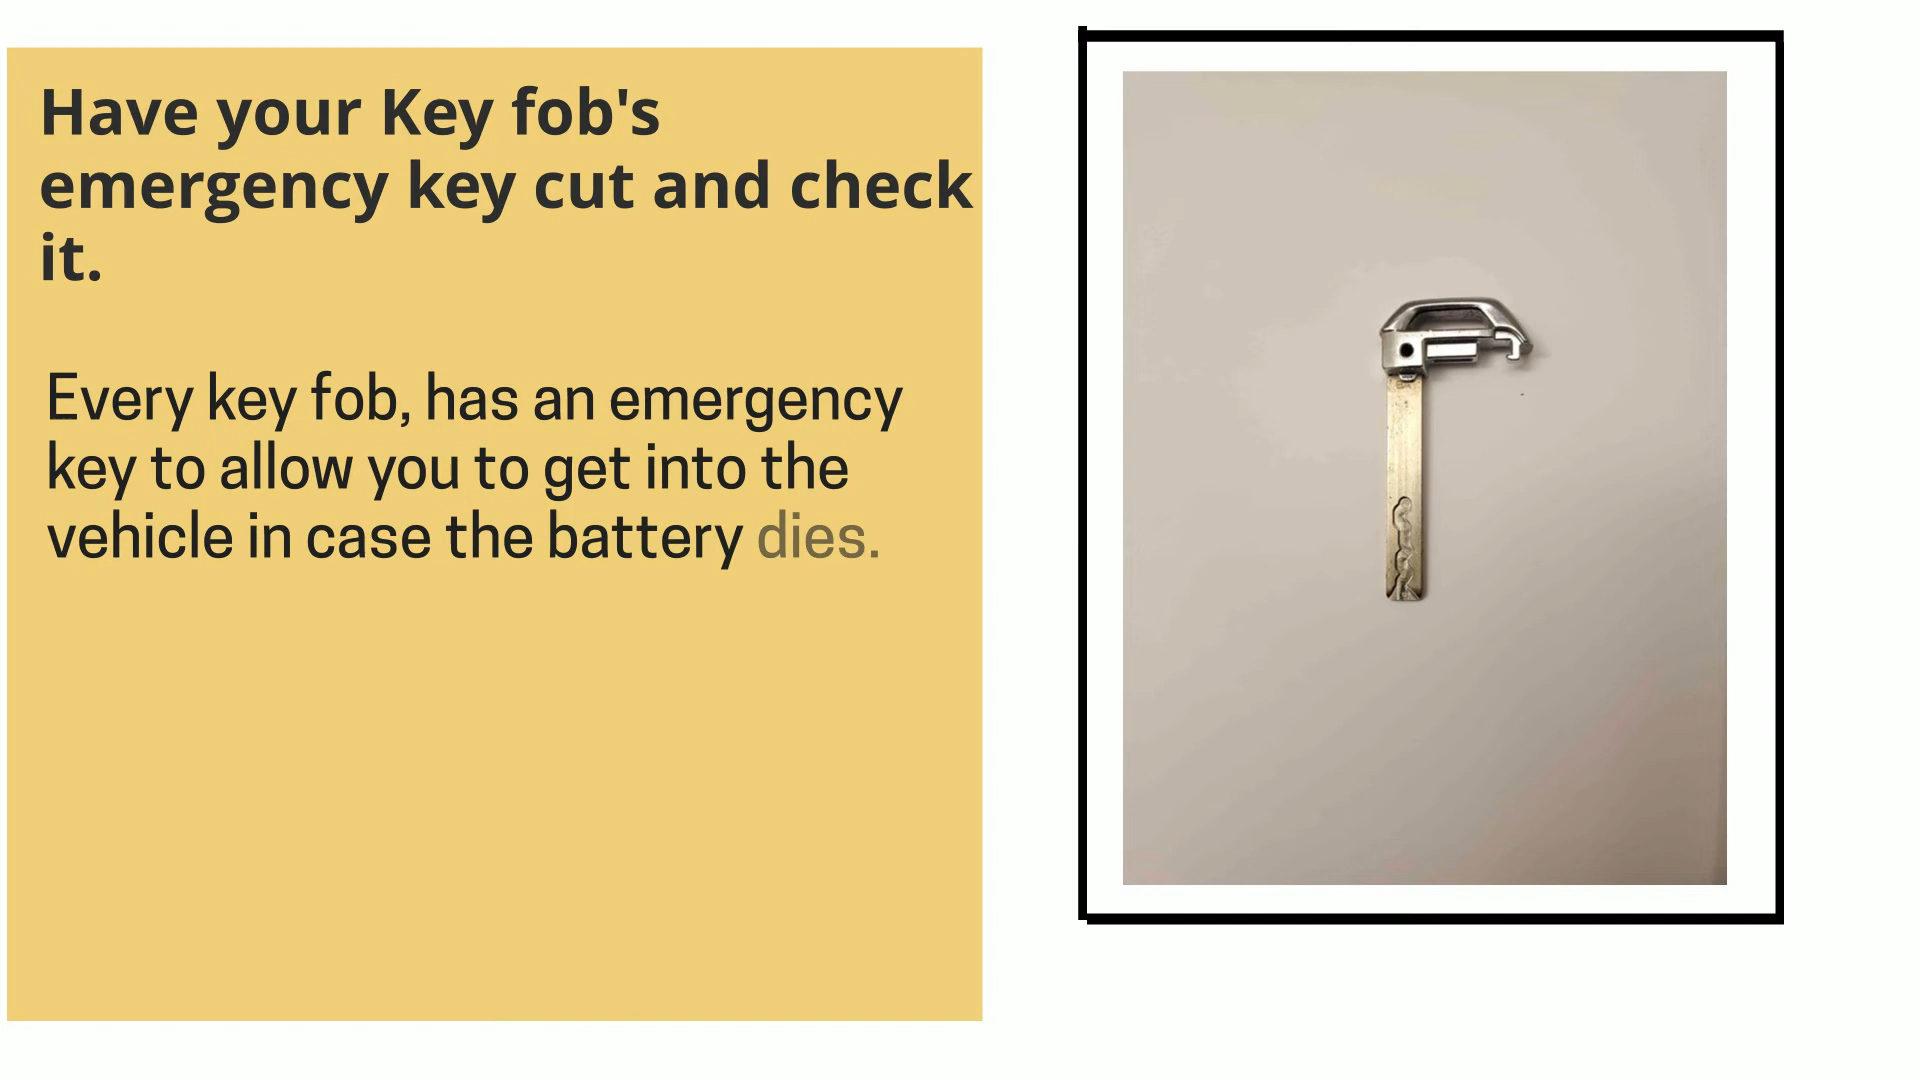 Have your Key fob's
emergency key cut and check
it.
Every key fob, has an emergency
key to allow you to get into the
vehicle in case the battery dies.